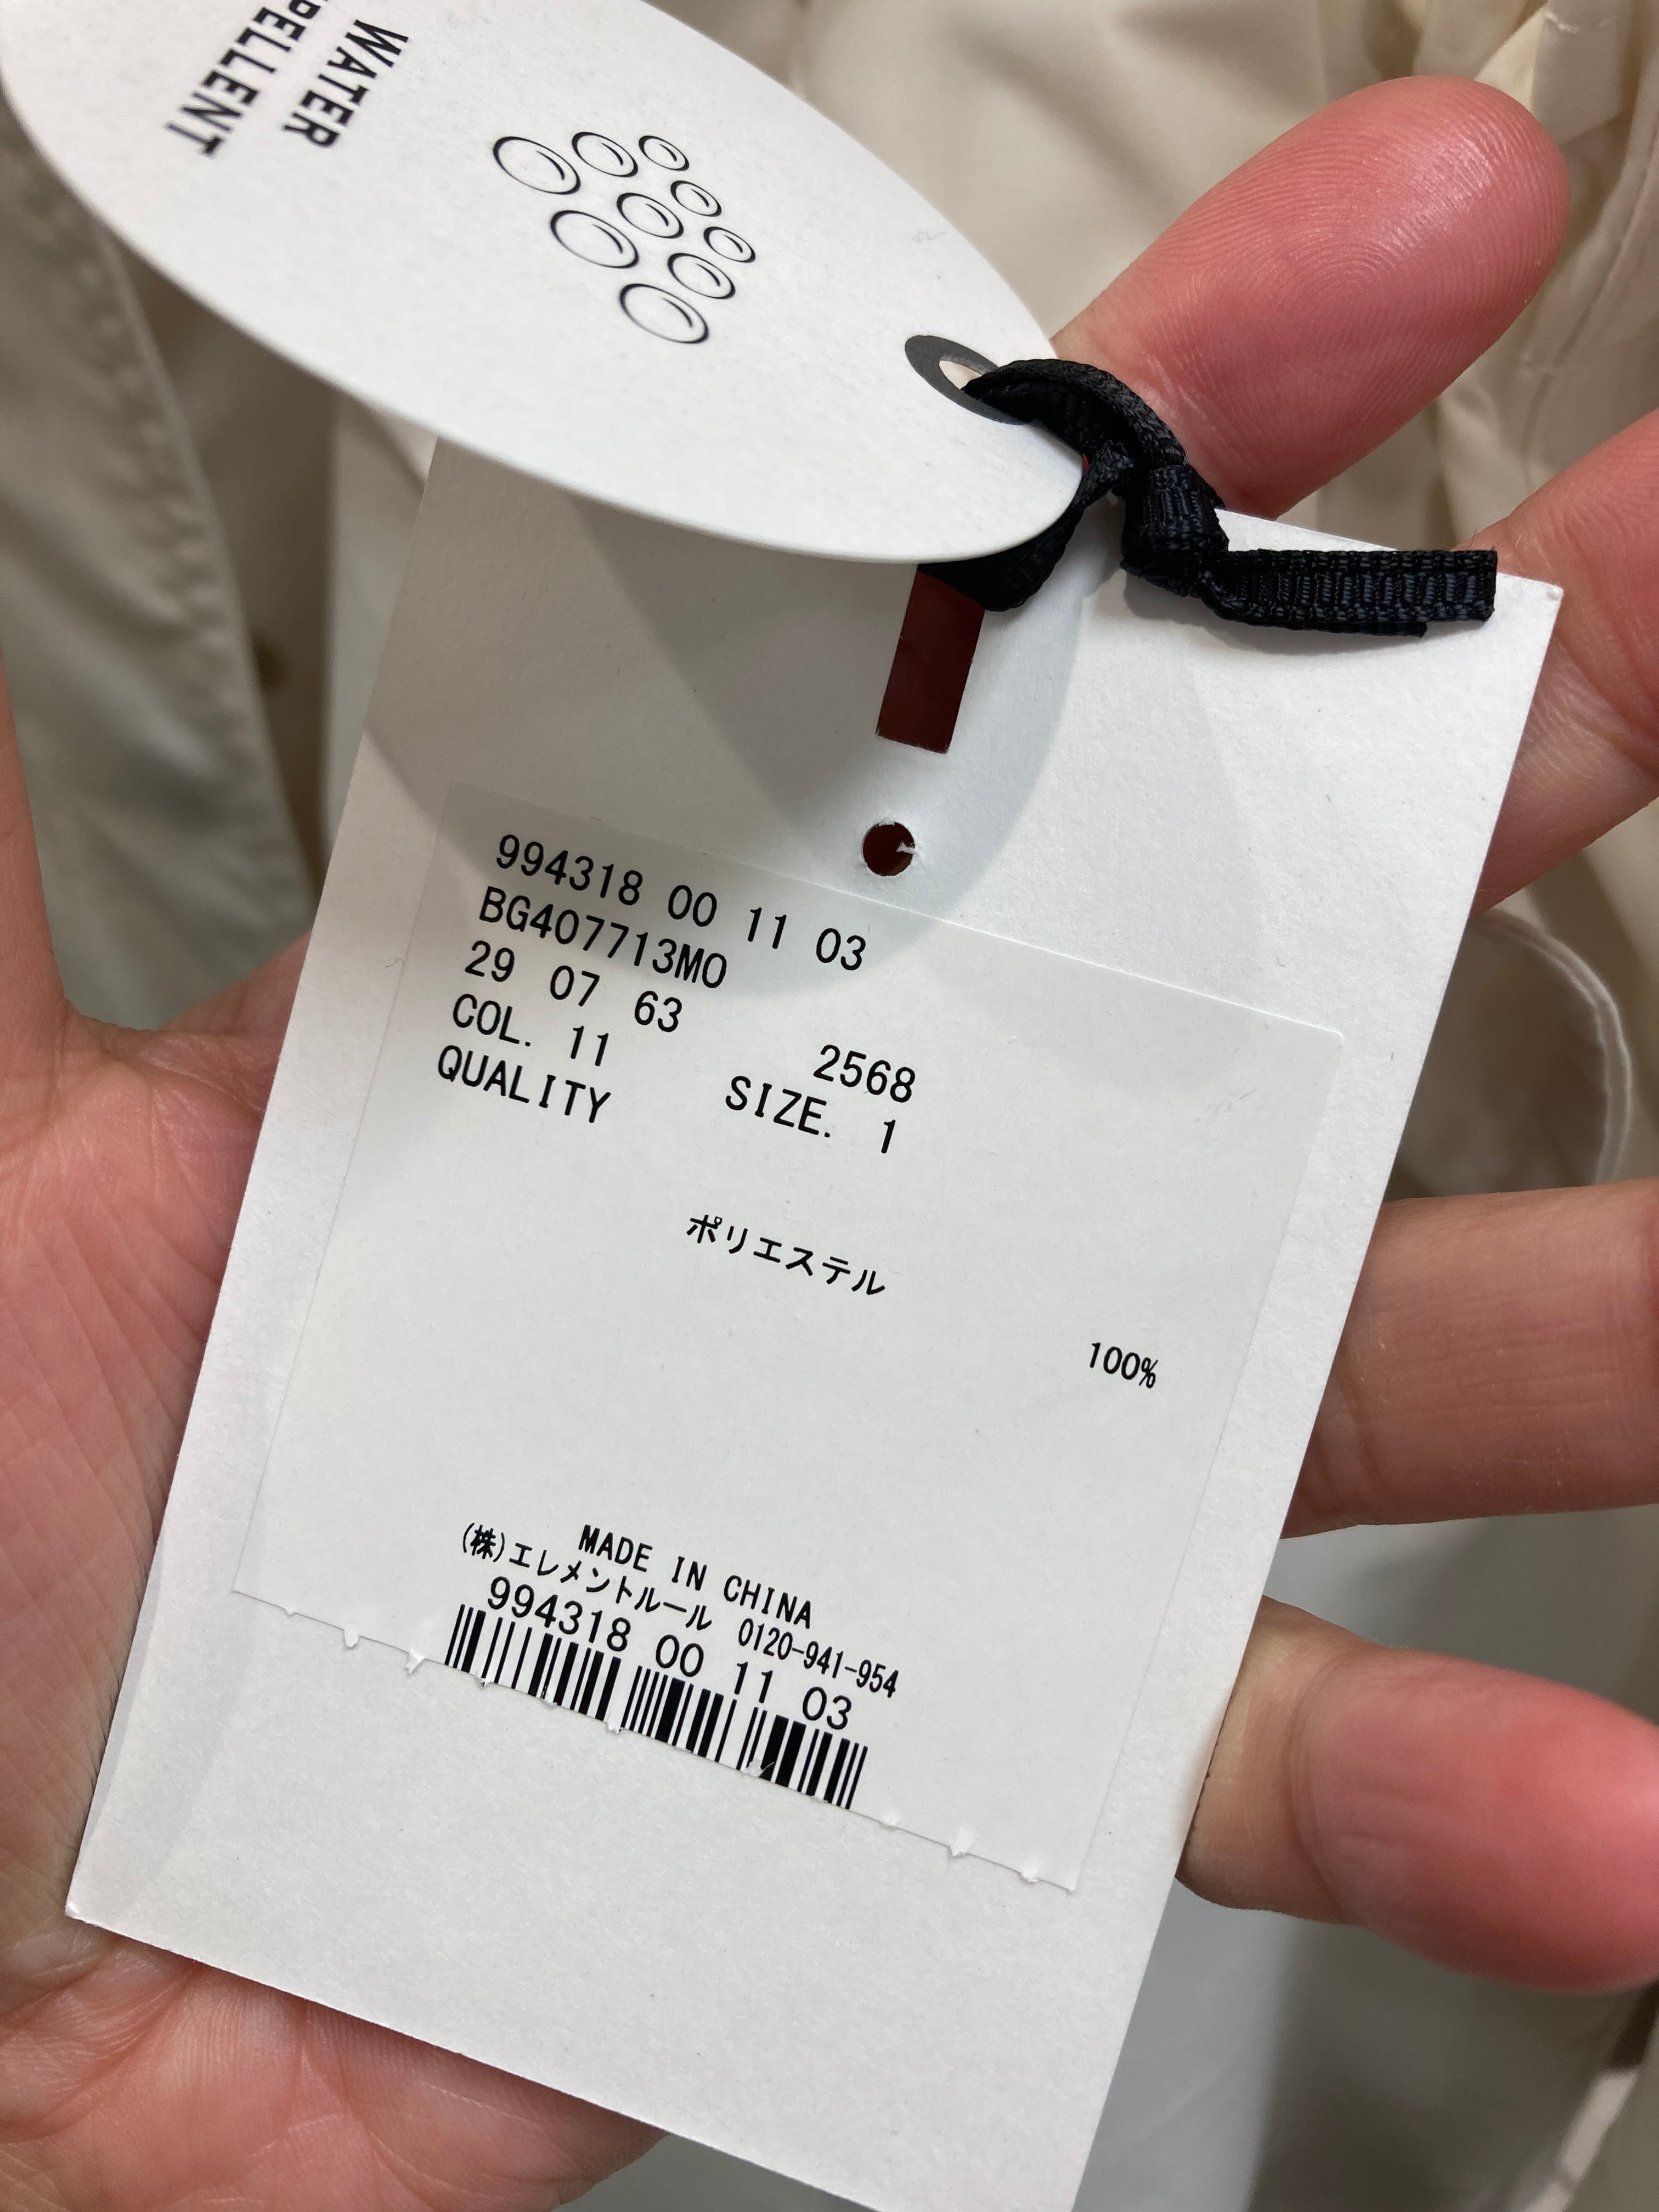 WATER
PELLENT
994318 00 11 03
BG407713MO
29 07 63 2568
COL. 11 SIZE. 1
QUALITY
ポリエステル
100%
MADE IN CHINA
(株)エレメントルール 0120-941-954
994318 00 11 03